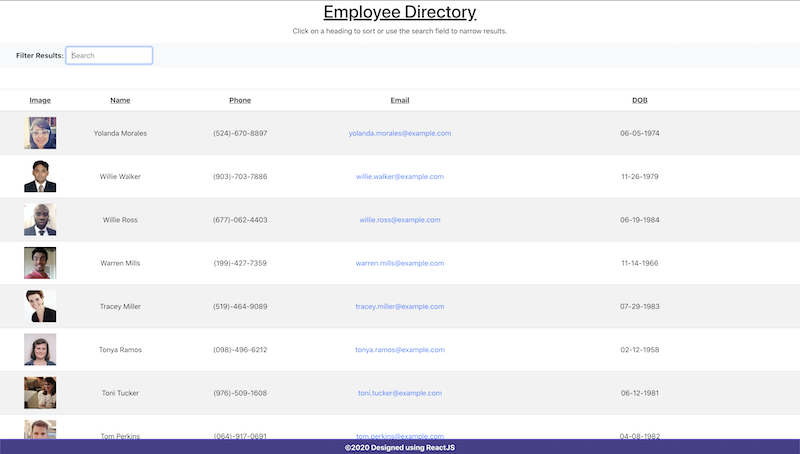 Employee Directory
Click on a heading to sort or use the search field to narrow results.
Filter Results: Search
Image Name Phone Email DOB
Yolanda Morales (524)-670-8897 yolanda.morales@example.com 06-05-1974
Willie Walker (903)-703-7886 willie.walker@example.com 11-26-1979
Willie Ross (677)-062-4403 willie.ross@example.com 06-19-1984
Warren Mills (199)-427-7359 warren.mills@example.com 11-14-1966
Tracey Miller (519)-464-9089 tracey.miller@example.com 07-29-1983
Tonya Ramos (098)-496-6212 tonya.ramos@example.com 02-12-1958
Toni Tucker (976)-509-1608 toni.tucker@example.com 06-12-1981
Tom Perkins (064)-917-0691 tom.perkins@example.com 04-08-1982
©2020 Designed using ReactJS